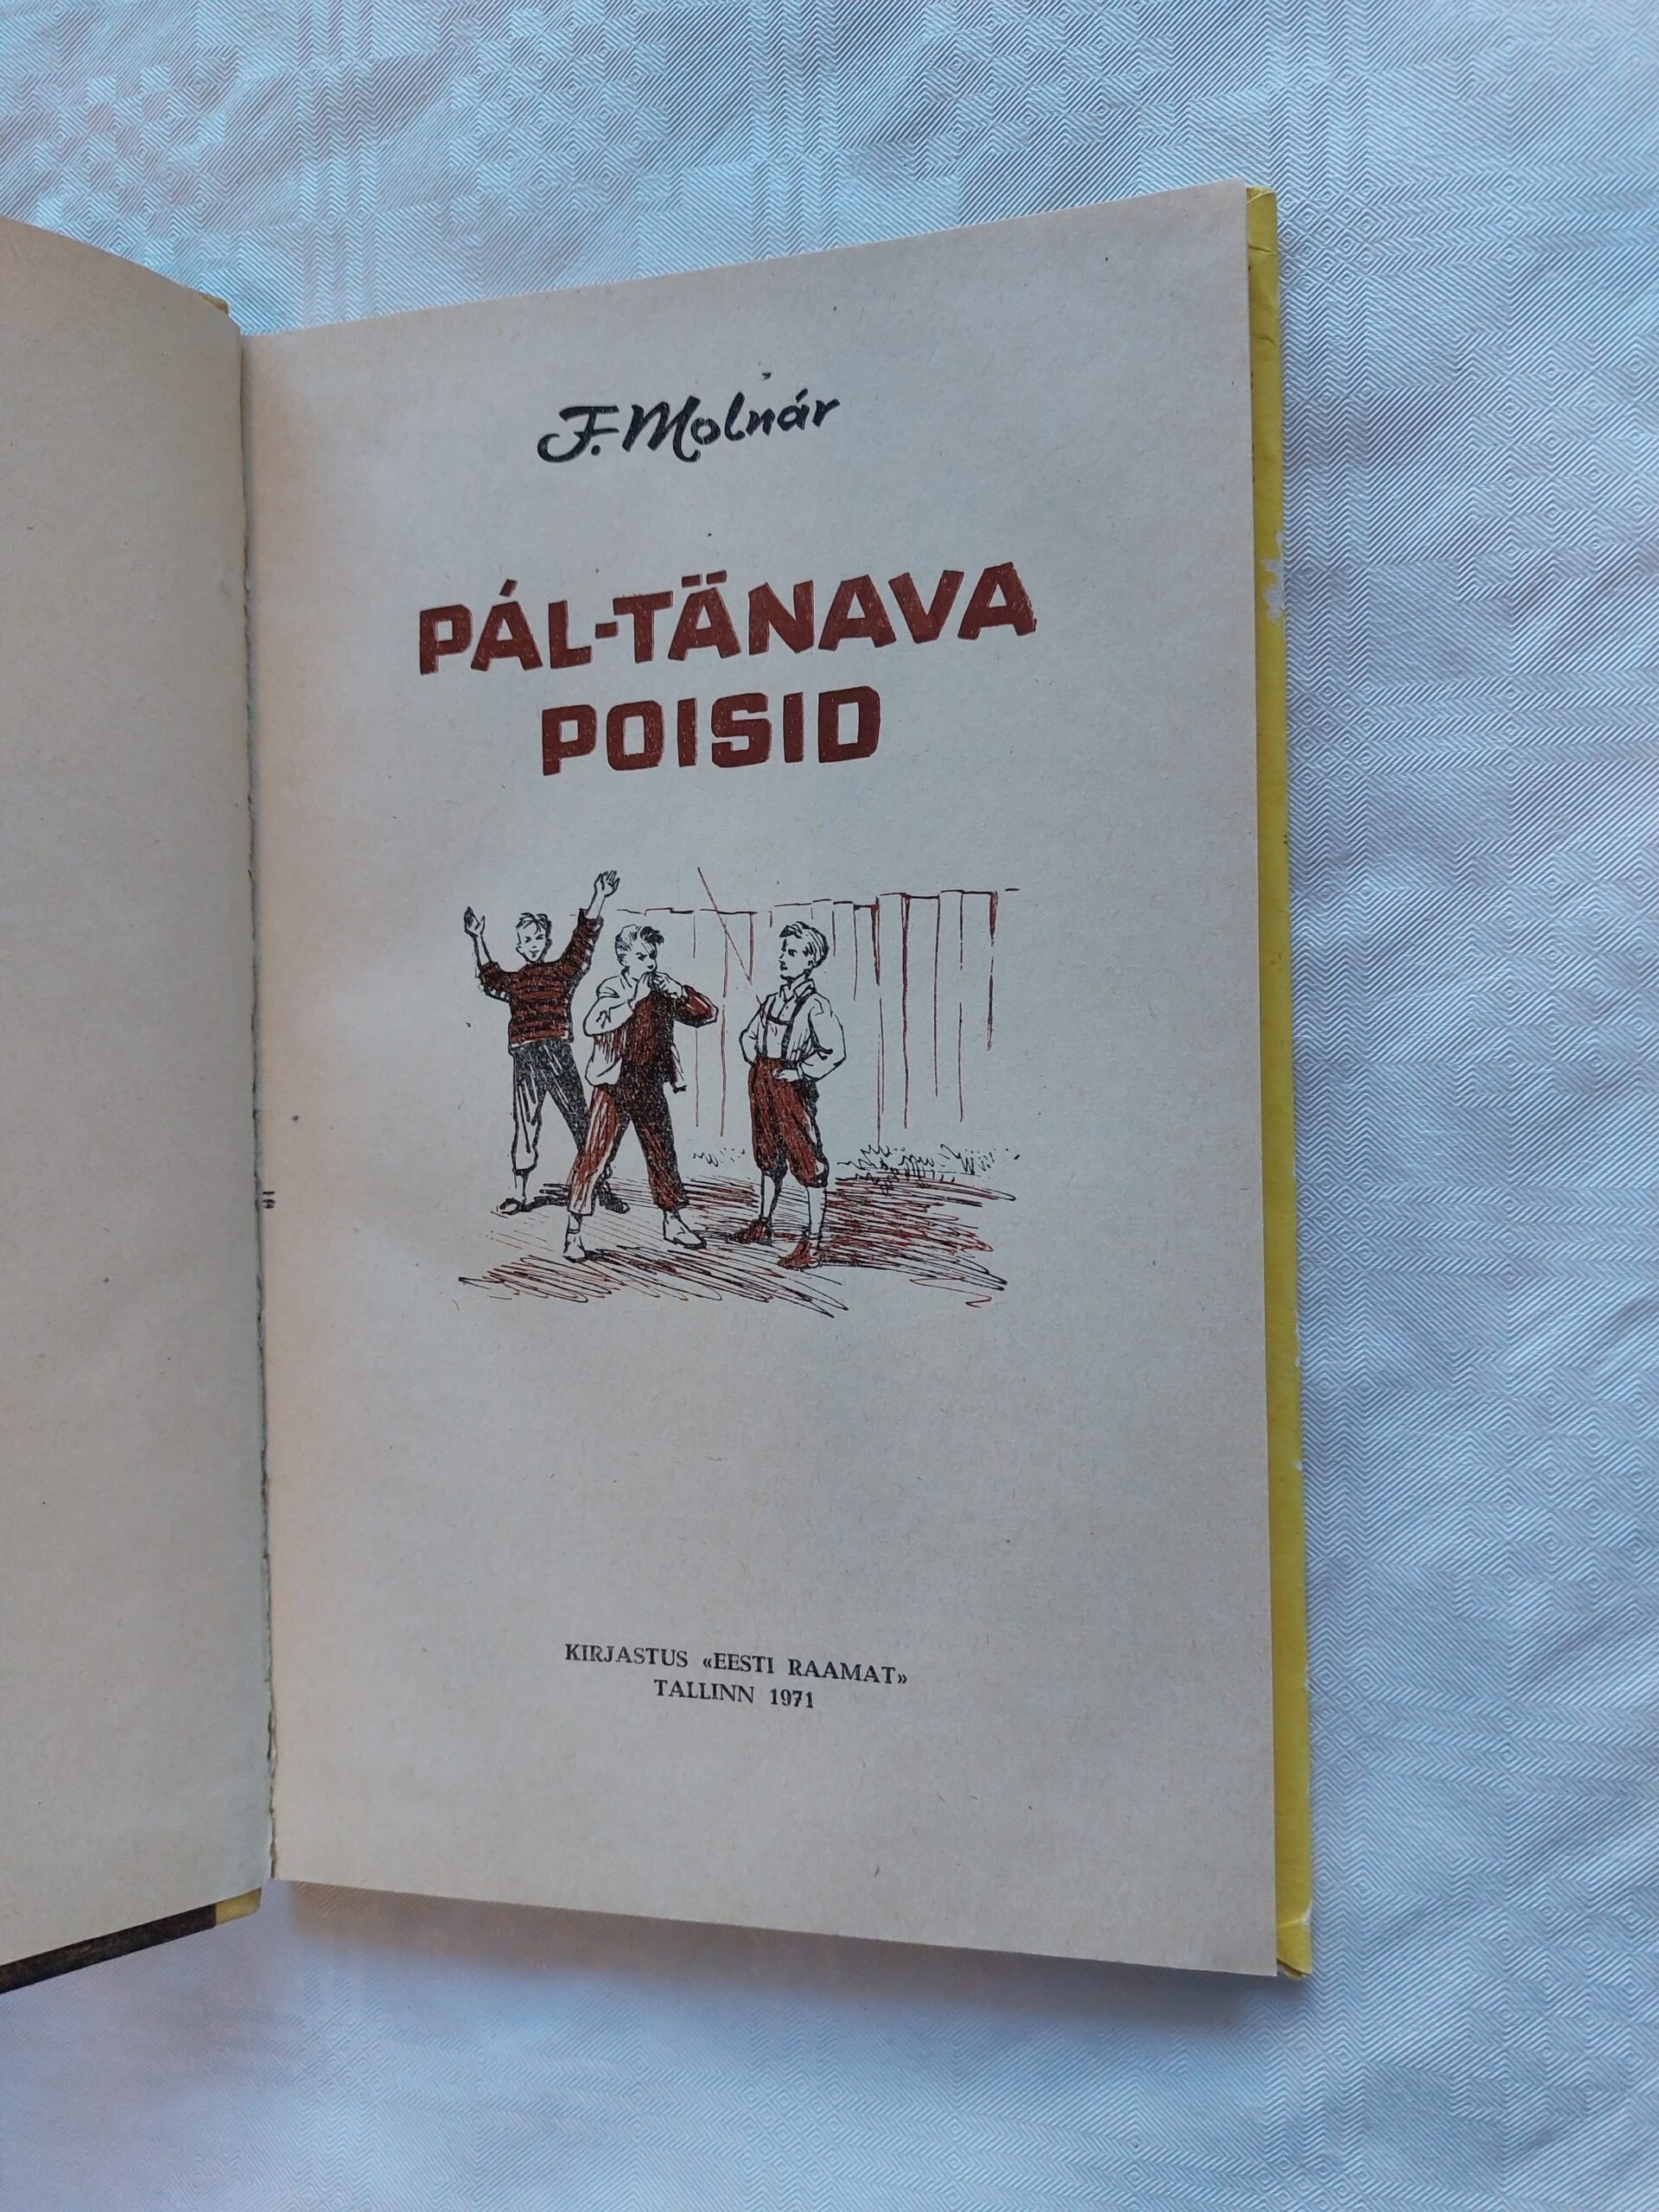 F. Molnár
PÁL-TÄNAVA
POISID
KIRJASTUS «EESTI RAAMAT»
TALLINN 1971